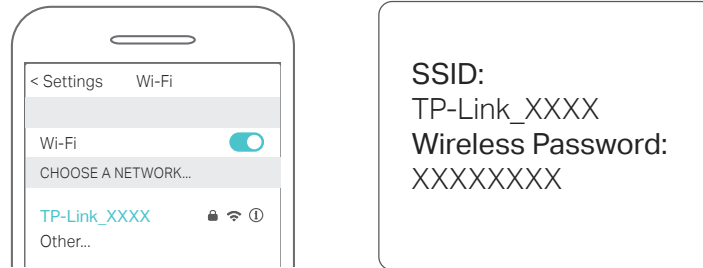 < Settings Wi-Fi
Wi-Fi
CHOOSE A NETWORK...
TP-Link_XXXX
Other...
SSID:
TP-Link_XXXX
Wireless Password:
XXXXXXXX